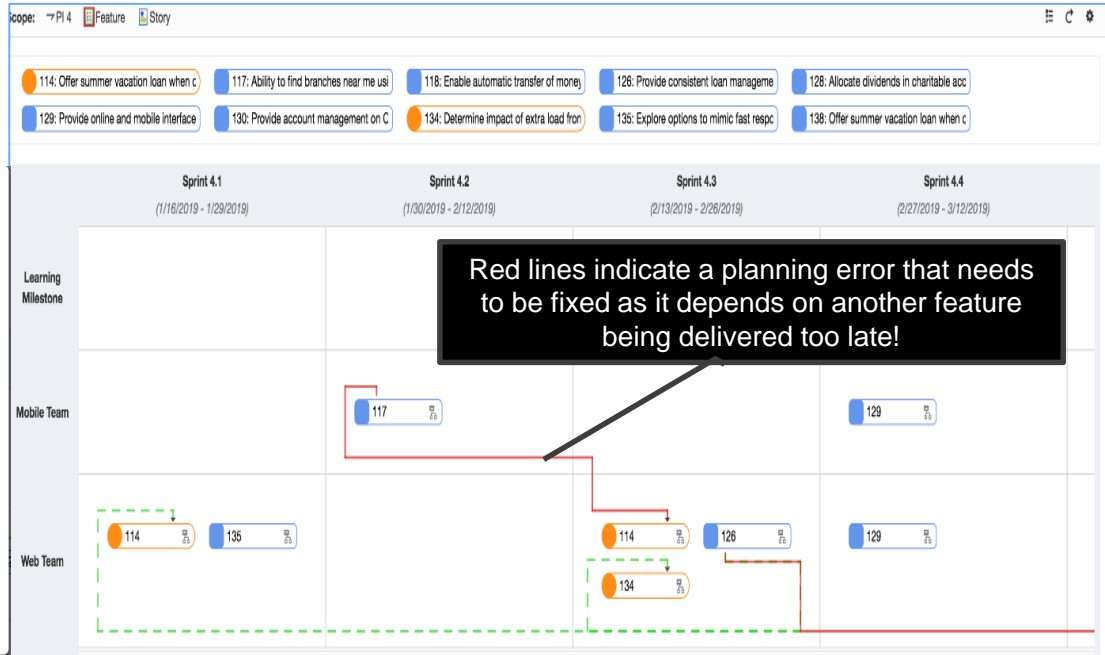 cope: PI 4 Feature Story
114: Offer summer vacation loan when c
117: Ability to find branches near me usi
118: Enable automatic transfer of money
126: Provide consistent loan manageme
128: Allocate dividends in charitable acc
129: Provide online and mobile interface
130: Provide account management on C
134: Determine impact of extra load fron
135: Explore options to mimic fast respc
138: Offer summer vacation loan when c
Sprint 4.1
(1/16/2019 - 1/29/2019)
Sprint 4.2
(1/30/2019 - 2/12/2019)
Sprint 4.3
(2/13/2019 - 2/26/2019)
Sprint 4.4
(2/27/2019 - 3/12/2019)
Red lines indicate a planning error that needs
to be fixed as it depends on another feature
being delivered too late!
Learning
Milestone
Mobile Team
117
129
Web Team
114
135
114
126
129
134